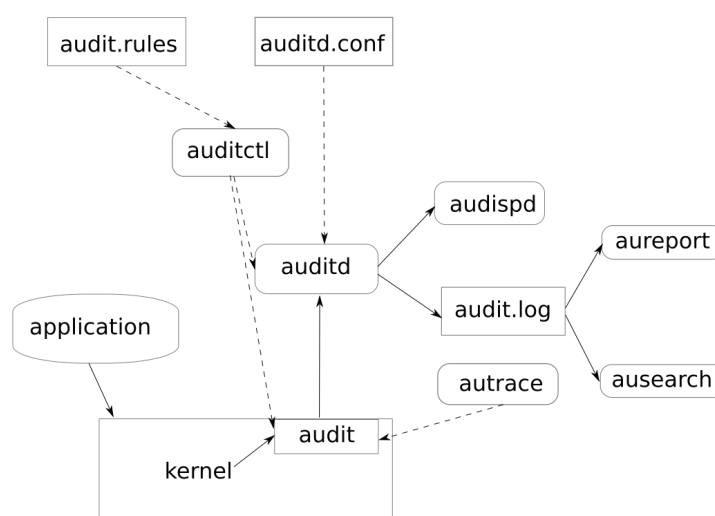 audit.rules
auditd.conf
auditctl
audispd
aureport
auditd
audit.log
application
autrace
ausearch
audit
kernel